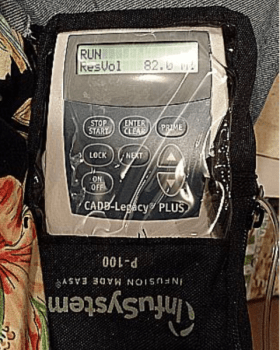 RUN
ResVol 82.0 ml
STOP
START
ENTER
CLEAR
PRIME
LOCK
NEXT
ON
OFF
CADD-Legacy® PLUS
P-100
INFUSION MADE EASY®
InfuSystem